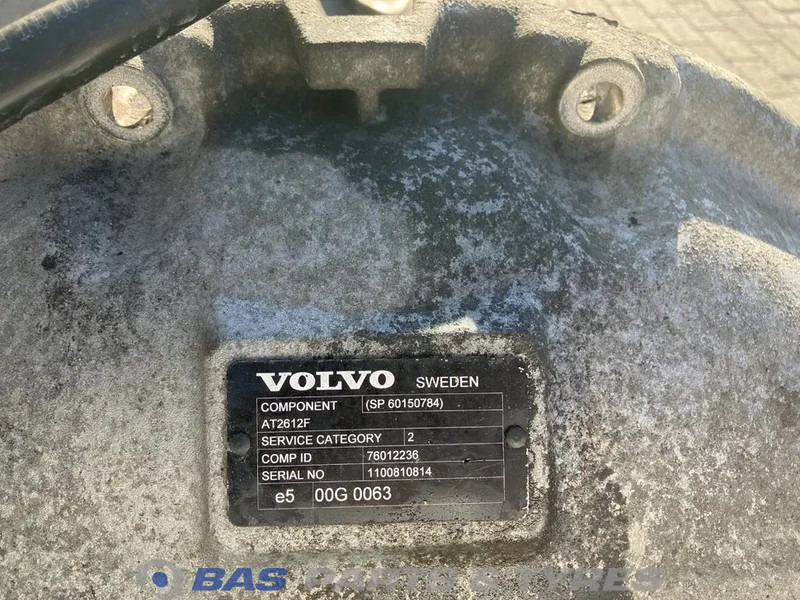 VOLVO SWEDEN
COMPONENT (SP 60150784)
AT2612F
SERVICE CATEGORY 2
COMP ID 76012236
SERIAL NO 1100810814
e5 00G 0063
BAS PARTS & TYRES